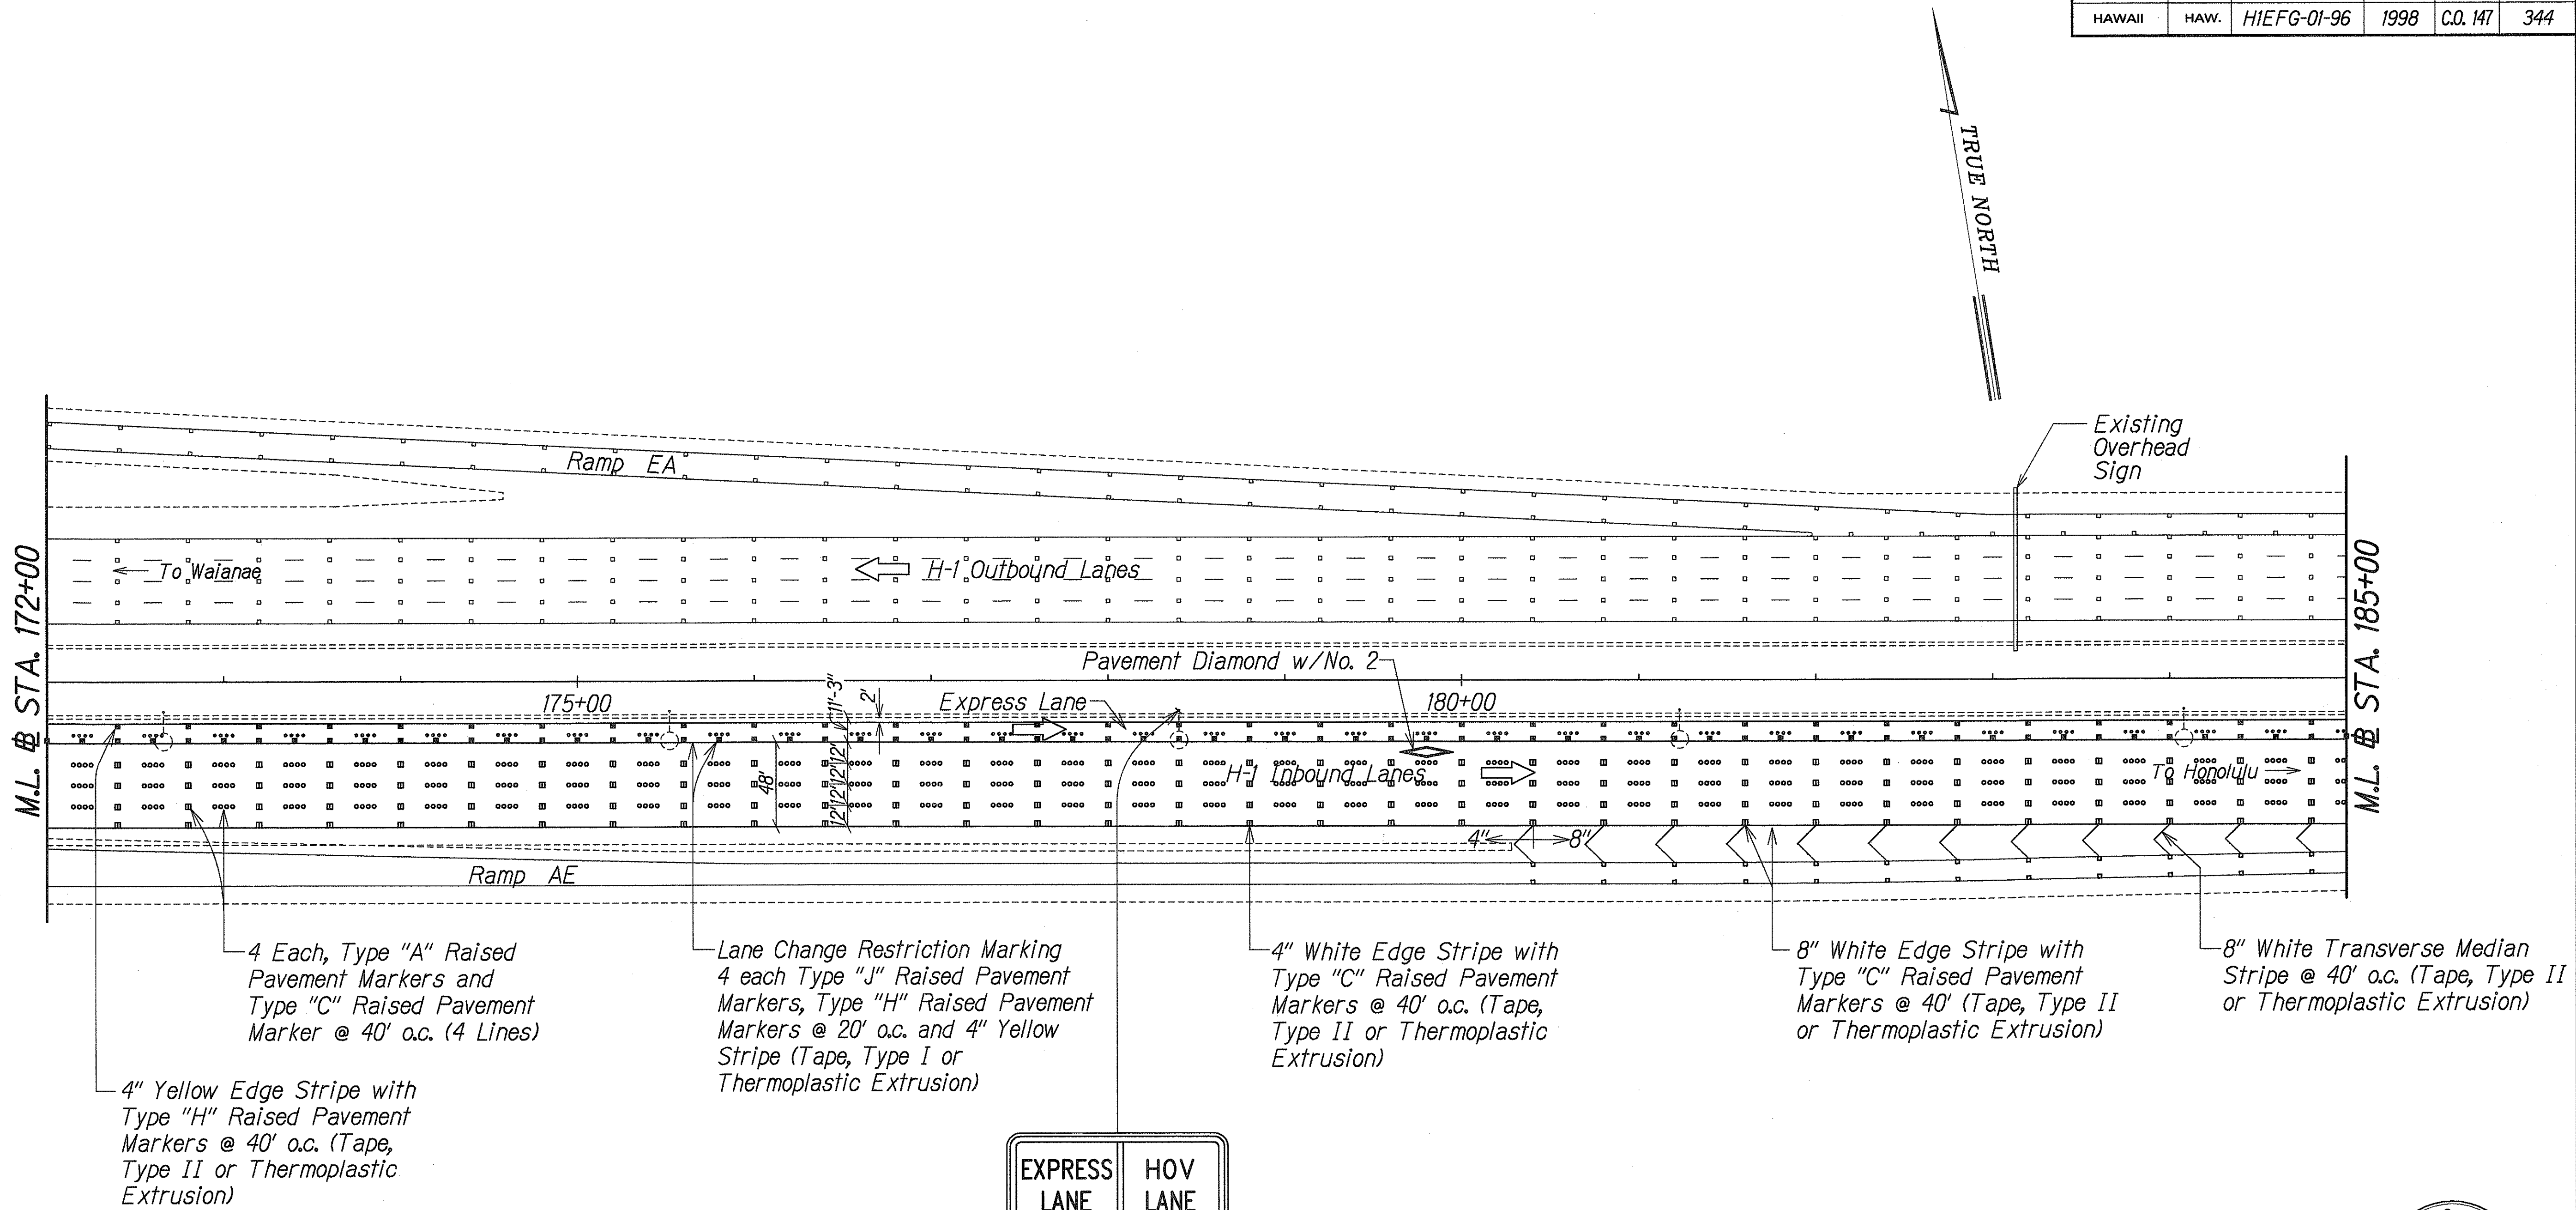 HAWAII HAW. H1EFG-01-96 1998 C.O. 147 344
TRUE NORTH
Existing
Overhead
Sign
Ramp EA
To Waianae
H-1 Outbound Lanes
M.L. BL STA. 172+00
M.L. BL STA. 185+00
Pavement Diamond w/No. 2
175+00
11'-3"
2'
Express Lane
180+00
48'
12' 12' 12' 12'
H-1 Inbound Lanes
To Honolulu
4" 8"
Ramp AE
4 Each, Type "A" Raised
Pavement Markers and
Type "C" Raised Pavement
Marker @ 40' o.c. (4 Lines)
Lane Change Restriction Marking
4 each Type "J" Raised Pavement
Markers, Type "H" Raised Pavement
Markers @ 20' o.c. and 4" Yellow
Stripe (Tape, Type I or
Thermoplastic Extrusion)
4" White Edge Stripe with
Type "C" Raised Pavement
Markers @ 40' o.c. (Tape,
Type II or Thermoplastic
Extrusion)
8" White Edge Stripe with
Type "C" Raised Pavement
Markers @ 40' (Tape, Type II
or Thermoplastic Extrusion)
8" White Transverse Median
Stripe @ 40' o.c. (Tape, Type II
or Thermoplastic Extrusion)
4" Yellow Edge Stripe with
Type "H" Raised Pavement
Markers @ 40' o.c. (Tape,
Type II or Thermoplastic
Extrusion)
EXPRESS
LANE
HOV
LANE